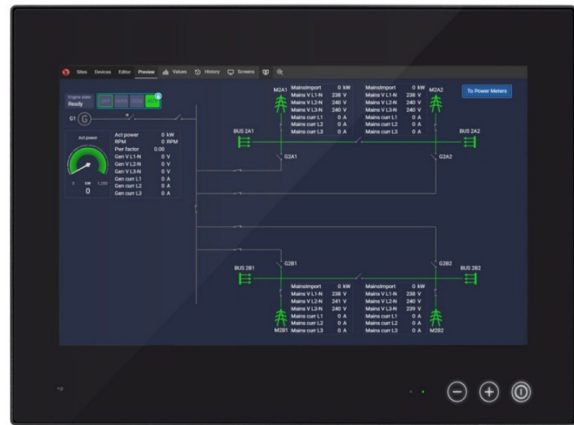 Sites Devices Editor Preview Values History Screens
Engine state
Ready
To Power Meters
G1 G
Act power
0 kW 1,200
0
Act power 0 kW
RPM 0 RPM
Pwr factor 0.00
Gen V L1-N 0 V
Gen V L2-N 0 V
Gen V L3-N 0 V
Gen curr L1 0 A
Gen curr L2 0 A
Gen curr L3 0 A
M2A1
MainsImport 0 kW
Mains V L1-N 238 V
Mains V L2-N 240 V
Mains V L3-N 240 V
Mains curr L1 0 A
Mains curr L2 0 A
Mains curr L3 0 A
MainsImport 0 kW
Mains V L1-N 238 V
Mains V L2-N 240 V
Mains V L3-N 240 V
Mains curr L1 0 A
Mains curr L2 0 A
Mains curr L3 0 A
M2A2
BUS 2A1
BUS 2A2
G2A1
G2A2
G2B1
G2B2
BUS 2B1
BUS 2B2
MainsImport 0 kW
Mains V L1-N 238 V
Mains V L2-N 241 V
Mains V L3-N 240 V
Mains curr L1 0 A
Mains curr L2 0 A
Mains curr L3 0 A
MainsImport 0 kW
Mains V L1-N 238 V
Mains V L2-N 240 V
Mains V L3-N 239 V
Mains curr L1 0 A
Mains curr L2 0 A
Mains curr L3 0 A
M2B1
M2B2